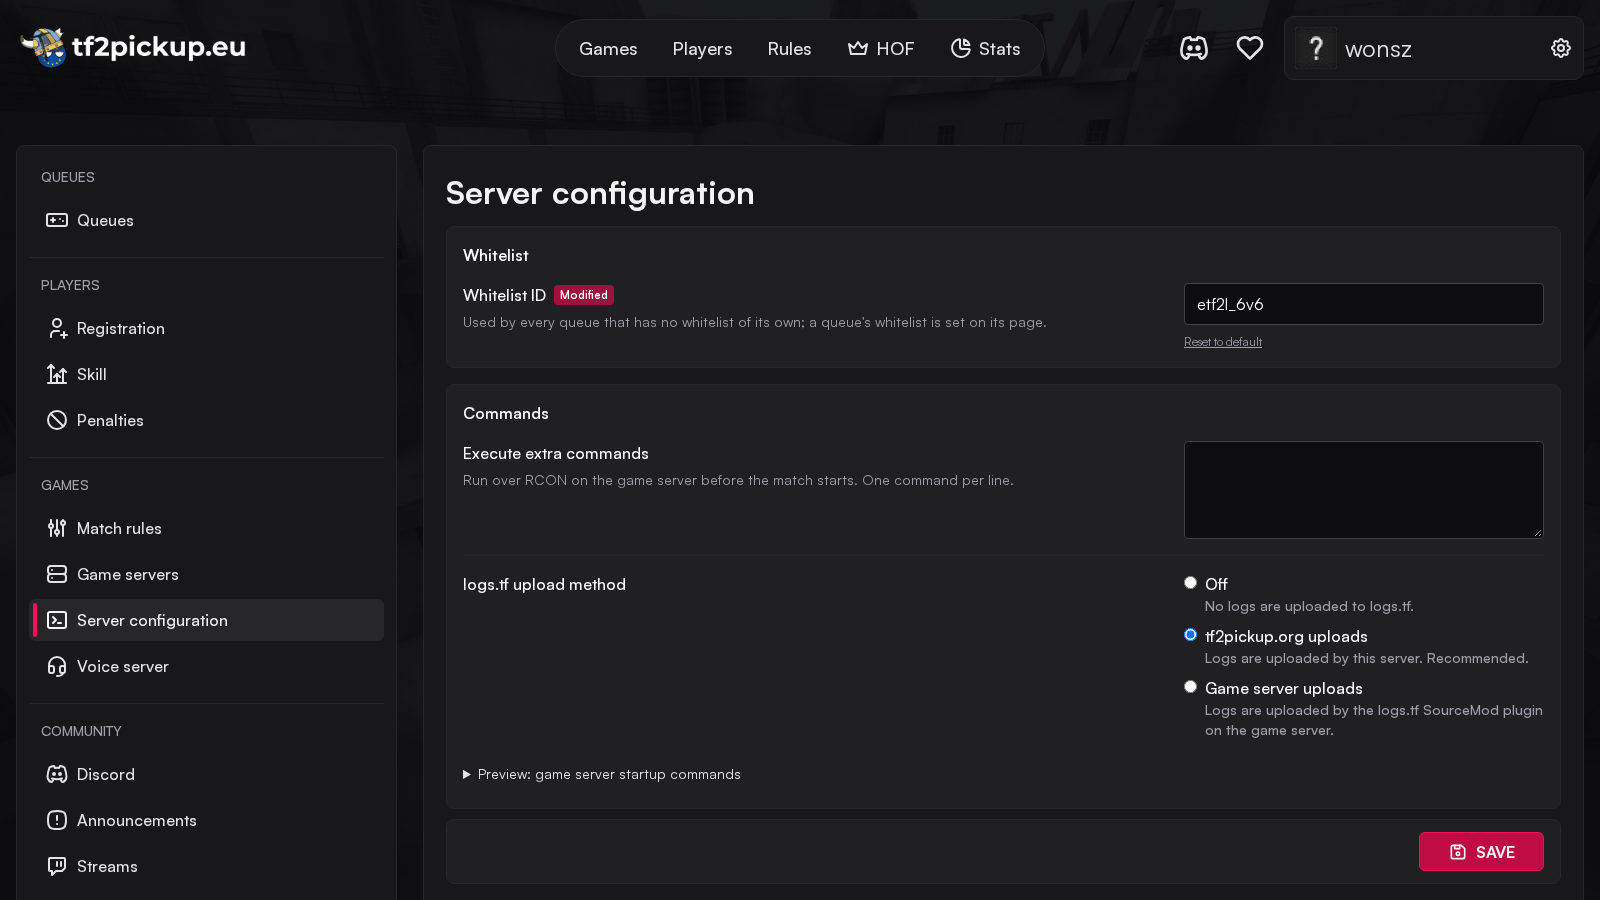 tf2pickup.eu
Games
Players
Rules
HOF
Stats
wonsz
QUEUES
Queues
PLAYERS
Registration
Skill
Penalties
GAMES
Match rules
Game servers
Server configuration
Voice server
COMMUNITY
Discord
Announcements
Streams
Server configuration
Whitelist
Whitelist ID Modified
Used by every queue that has no whitelist of its own; a queue's whitelist is set on its page.
etf2l_6v6
Reset to default
Commands
Execute extra commands
Run over RCON on the game server before the match starts. One command per line.
logs.tf upload method
Off
No logs are uploaded to logs.tf.
tf2pickup.org uploads
Logs are uploaded by this server. Recommended.
Game server uploads
Logs are uploaded by the logs.tf SourceMod plugin
on the game server.
Preview: game server startup commands
SAVE